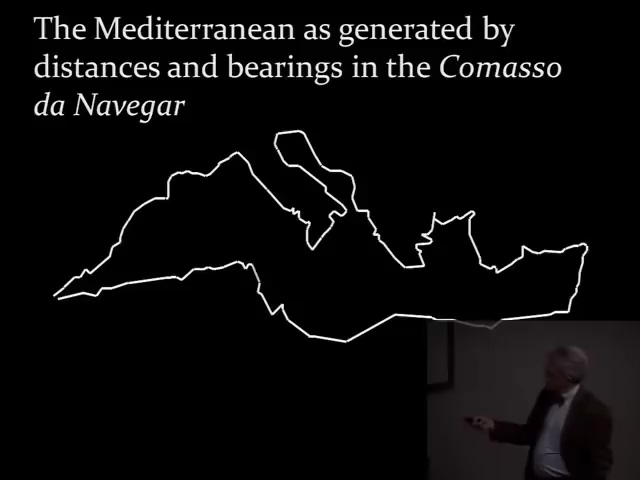 The Mediterranean as generated by
distances and bearings in the Comasso
da Navegar